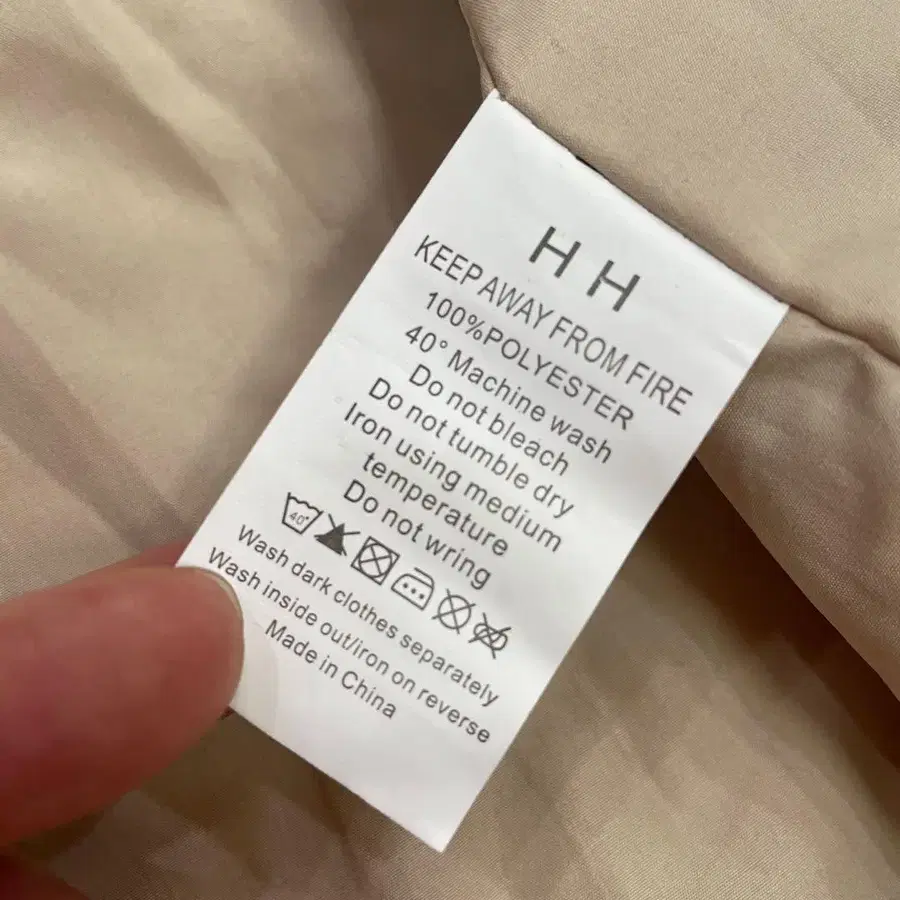 H H
KEEP AWAY FROM FIRE
100%POLYESTER
40° Machine wash
Do not bleach
Do not tumble dry
Iron using medium
temperature
Do not wring
40°
Wash dark clothes separately
Wash inside out/iron on reverse
Made in China